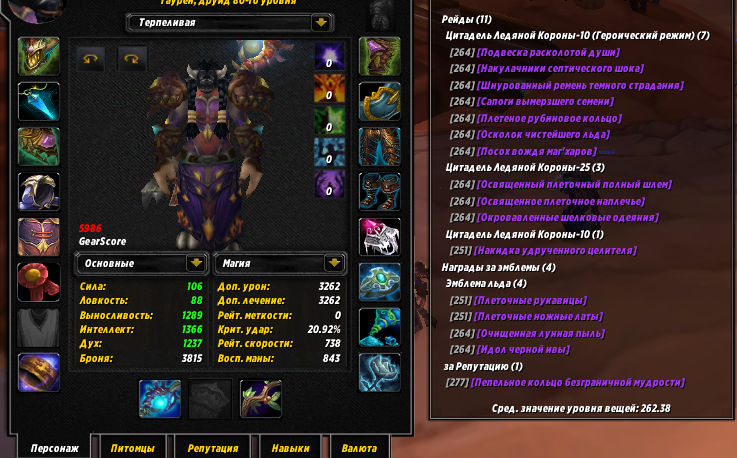 Таурен, друид 80-го уровня
Терпеливая
0
0
0
0
0
5986
GearScore
Основные
Магия
Сила: 106
Ловкость: 88
Выносливость: 1289
Интеллект: 1366
Дух: 1237
Броня: 3815
Доп. урон: 3262
Доп. лечение: 3262
Рейт. меткости: 0
Крит. удар: 20.92%
Рейт. скорости: 738
Восп. маны: 843
Персонаж
Питомцы
Репутация
Навыки
Валюта
Рейды (11)
Цитадель Ледяной Короны-10 (Героический режим) (7)
[264] [Подвеска расколотой души]
[264] [Накулачники септического шока]
[264] [Шнурованный ремень темного страдания]
[264] [Сапоги вымерзшего семени]
[264] [Плетеное рубиновое кольцо]
[264] [Осколок чистейшего льда]
[264] [Посох вождя маг'харов]
Цитадель Ледяной Короны-25 (3)
[264] [Освященный плеточный полный шлем]
[264] [Освященное плеточное наплечье]
[264] [Окровавленные шелковые одеяния]
Цитадель Ледяной Короны-10 (1)
[251] [Накидка удрученного целителя]
Награды за эмблемы (4)
Эмблема льда (4)
[251] [Плеточные рукавицы]
[251] [Плеточные ножные латы]
[264] [Очищенная лунная пыль]
[264] [Идол черной ивы]
за Репутацию (1)
[277] [Пепельное кольцо безграничной мудрости]
Сред. значение уровня вещей: 262.38